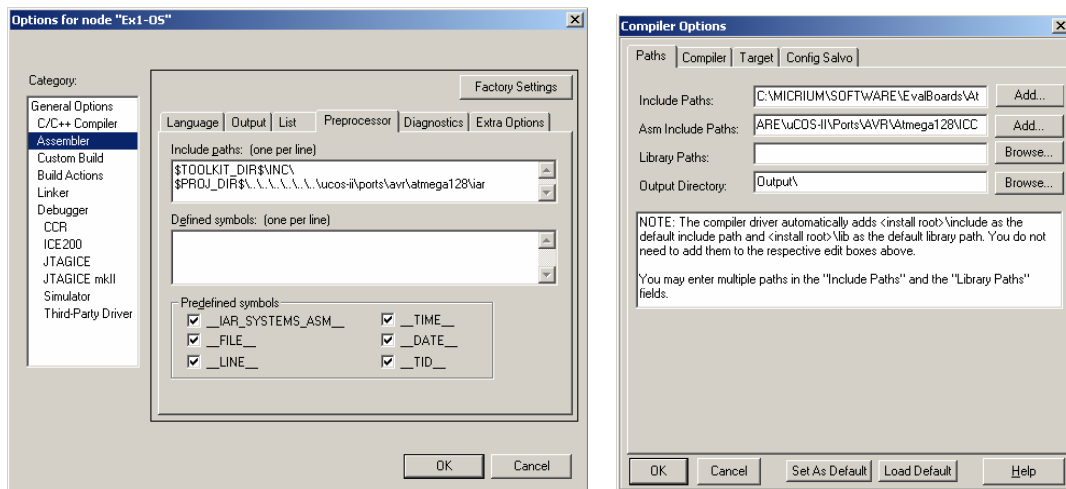 Options for node "Ex1-OS"
Category:
General Options
C/C++ Compiler
Assembler
Custom Build
Build Actions
Linker
Debugger
CCR
ICE200
JTAGICE
JTAGICE mkII
Simulator
Third-Party Driver
Factory Settings
Language
Output
List
Preprocessor
Diagnostics
Extra Options
Include paths: (one per line)
$TOOLKIT_DIR$\INC\
$PROJ_DIR$\..\..\..\..\..\..\ucos-ii\ports\avr\atmega128\iar
Defined symbols: (one per line)
Predefined symbols
__IAR_SYSTEMS_ASM__
__TIME__
__FILE__
__DATE__
__LINE__
__TID__
OK
Cancel
Compiler Options
Paths
Compiler
Target
Config Salvo
Include Paths:
C:\MICRIUM\SOFTWARE\EvalBoards\At
Add...
Asm Include Paths:
ARE\uCOS-II\Ports\AVR\Atmega128\ICC
Add...
Library Paths:
Browse...
Output Directory:
Output\
Browse...
NOTE: The compiler driver automatically adds <install root>\include as the
default include path and <install root>\lib as the default library path. You do not
need to add them to the respective edit boxes above.
You may enter multiple paths in the "Include Paths" and the "Library Paths"
fields.
OK
Cancel
Set As Default
Load Default
Help